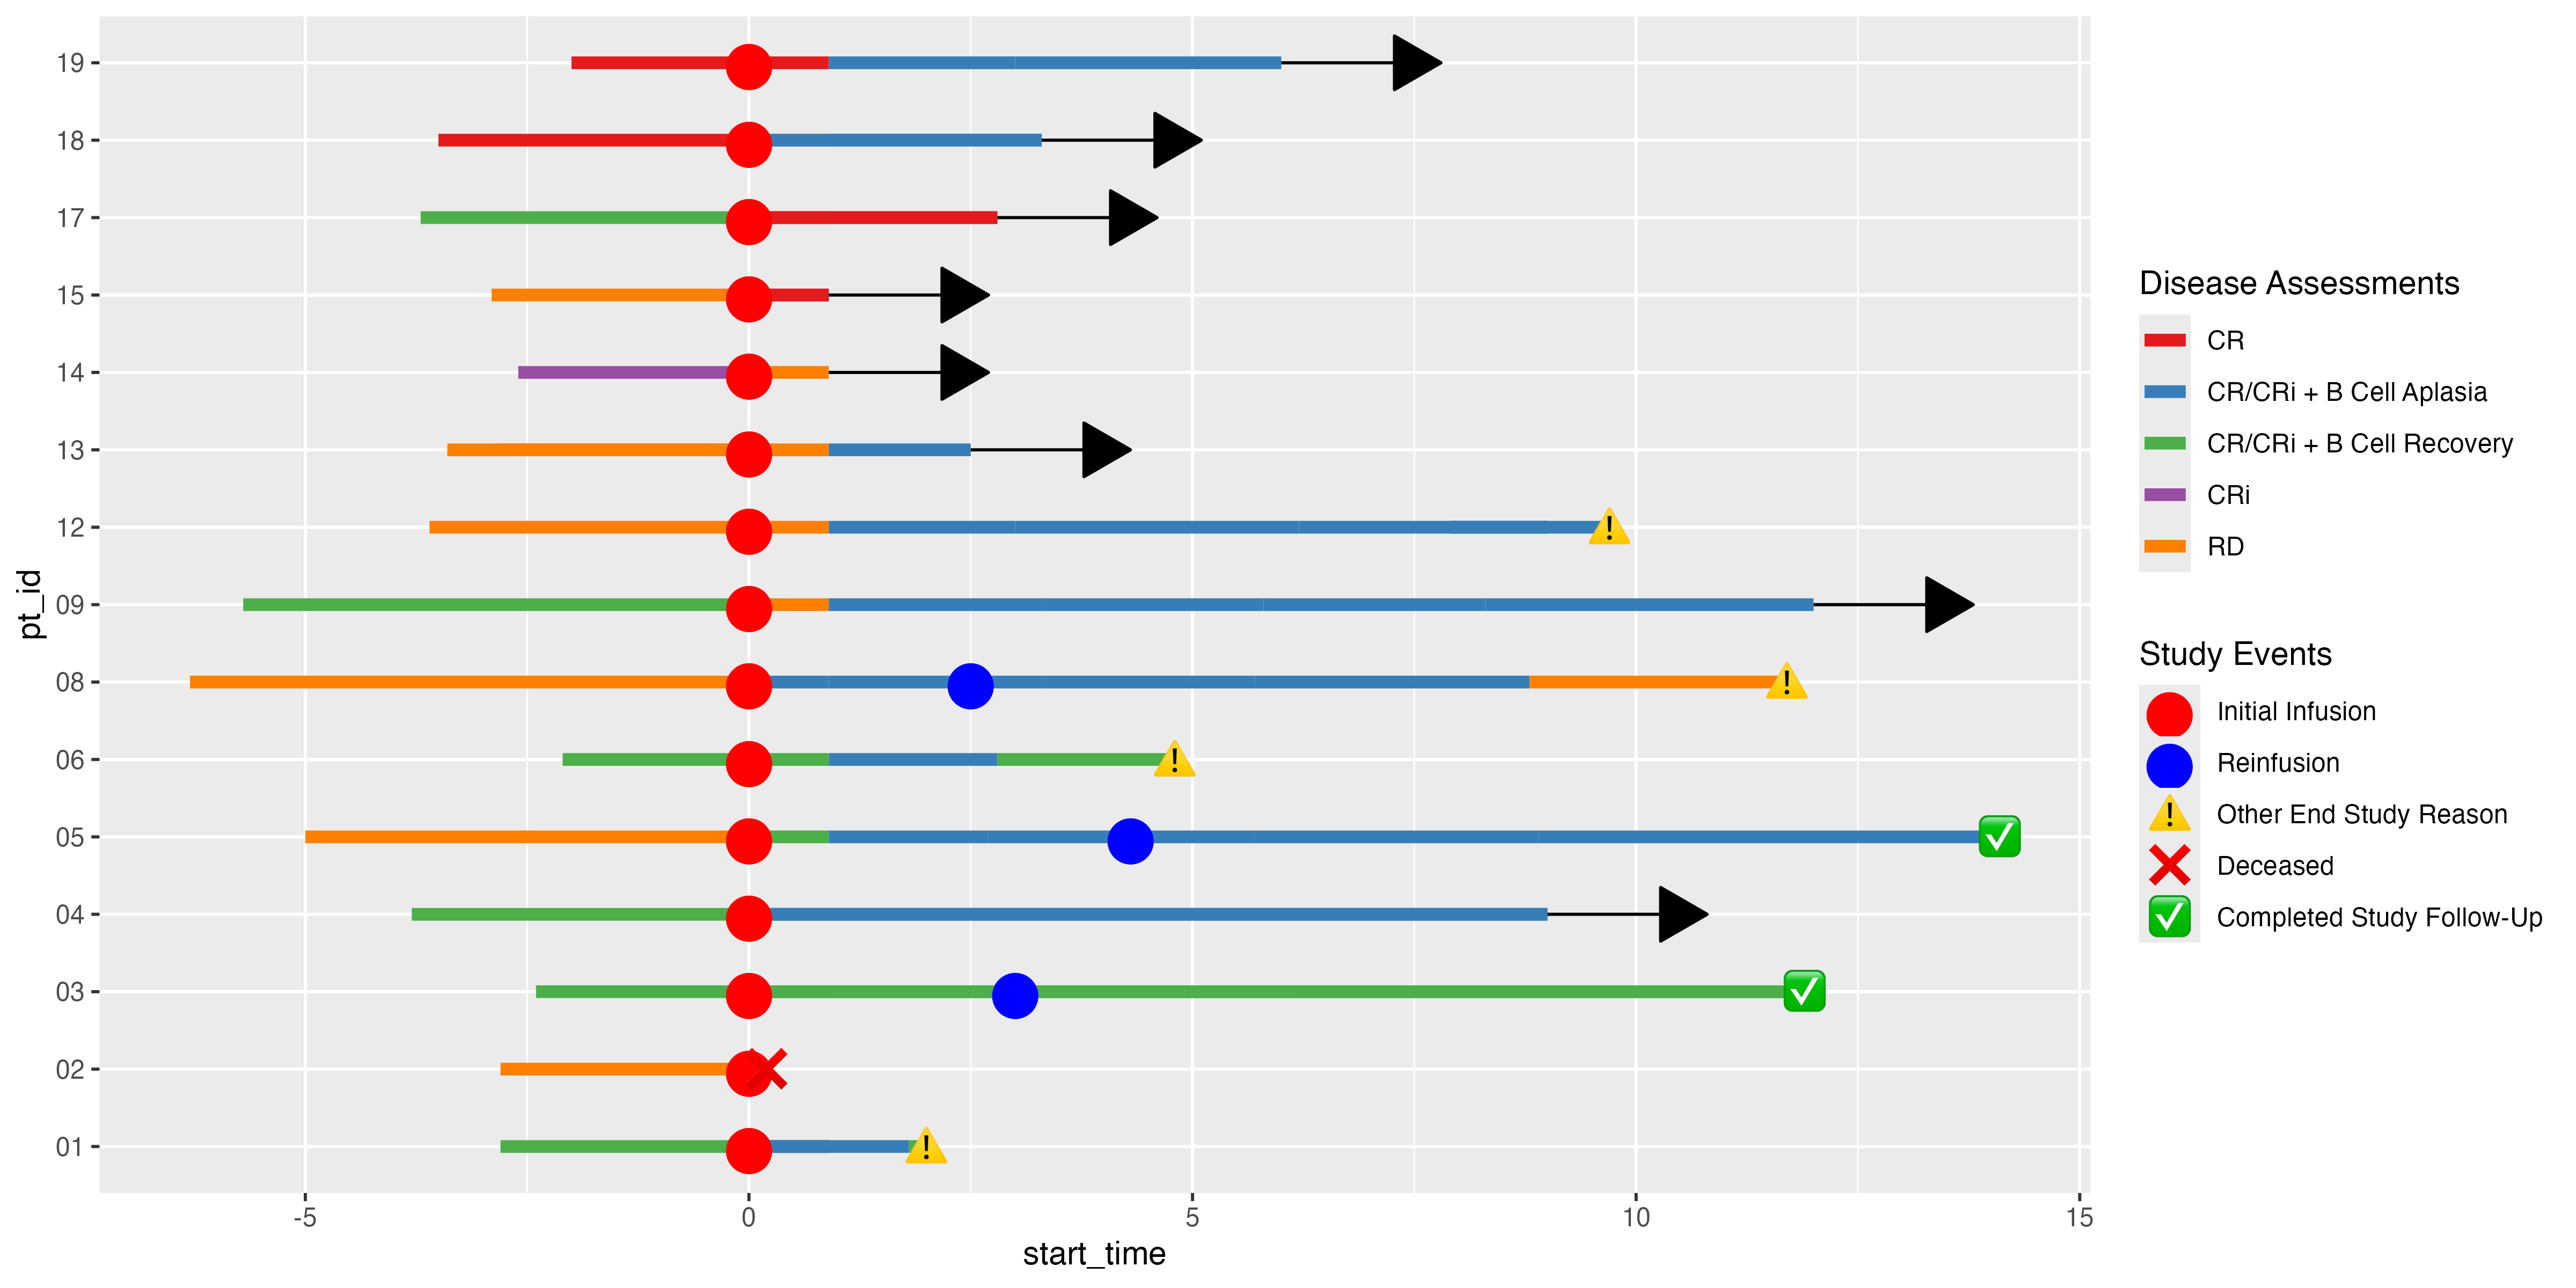 19
18
17
15
14
13
12
09
08
06
05
04
03
02
01
pt_id
-5 0 5 10 15
start_time
Disease Assessments
CR
CR/CRi + B Cell Aplasia
CR/CRi + B Cell Recovery
CRi
RD
Study Events
Initial Infusion
Reinfusion
Other End Study Reason
Deceased
Completed Study Follow-Up